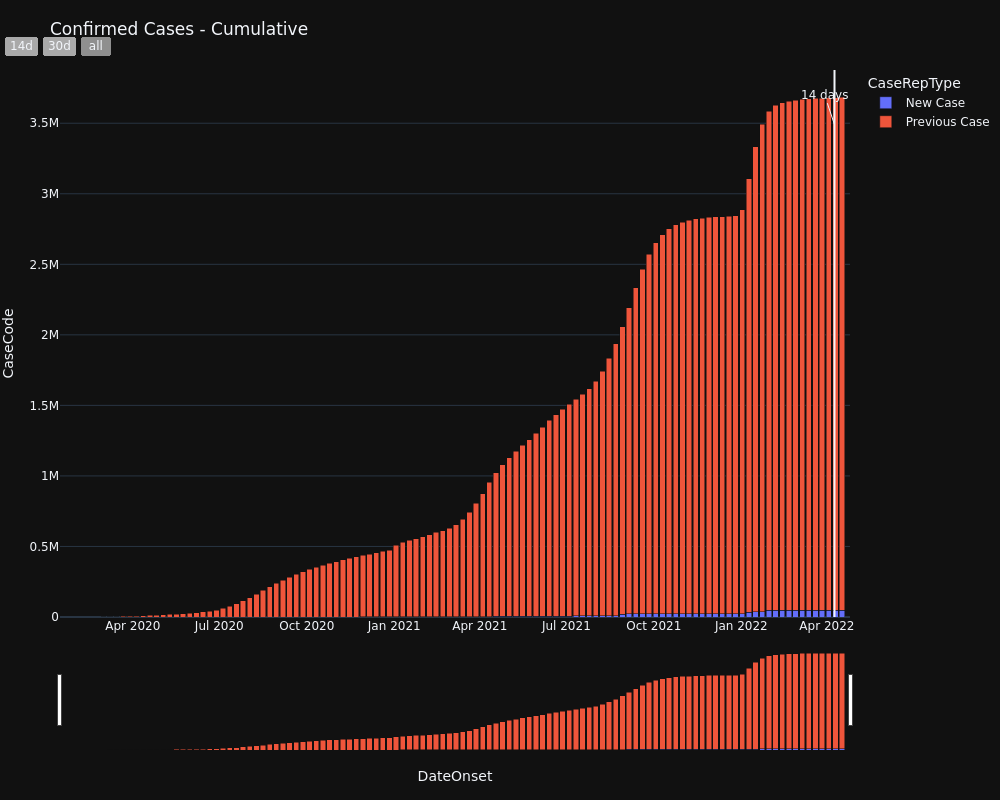 Confirmed Cases - Cumulative
14d 30d all
CaseRepType
New Case
Previous Case
14 days
3.5M
3M
2.5M
2M
1.5M
1M
0.5M
0
CaseCode
Apr 2020 Jul 2020 Oct 2020 Jan 2021 Apr 2021 Jul 2021 Oct 2021 Jan 2022 Apr 2022
DateOnset